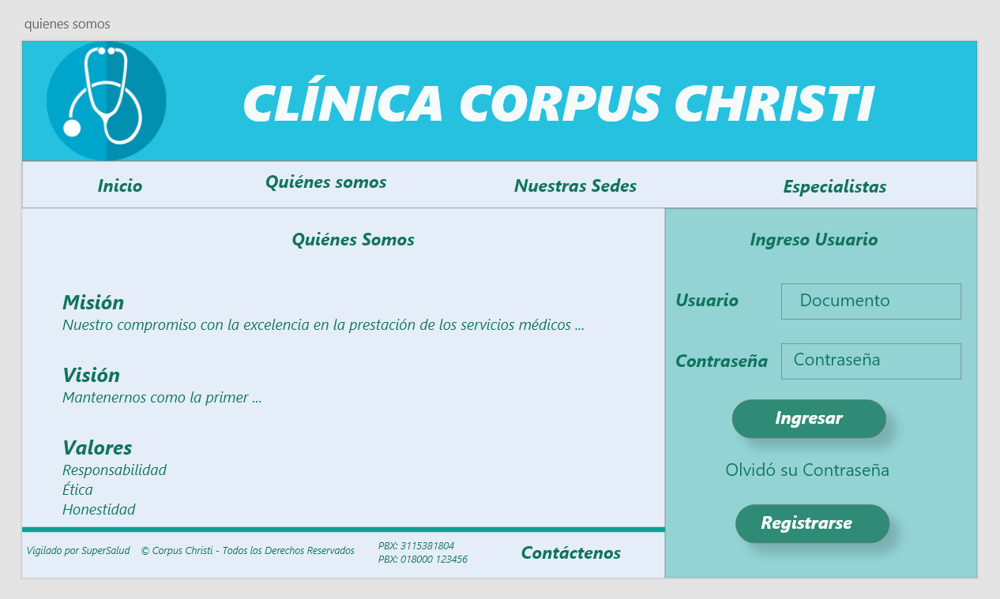 quienes somos
CLÍNICA CORPUS CHRISTI
Inicio
Quiénes somos
Nuestras Sedes
Especialistas
Quiénes Somos
Misión
Nuestro compromiso con la excelencia en la prestación de los servicios médicos ...
Visión
Mantenernos como la primer ...
Valores
Responsabilidad
Ética
Honestidad
Ingreso Usuario
Usuario
Documento
Contraseña
Contraseña
Ingresar
Olvidó su Contraseña
Registrarse
Vigilado por SuperSalud
© Corpus Christi - Todos los Derechos Reservados
PBX: 3115381804
PBX: 018000 123456
Contáctenos